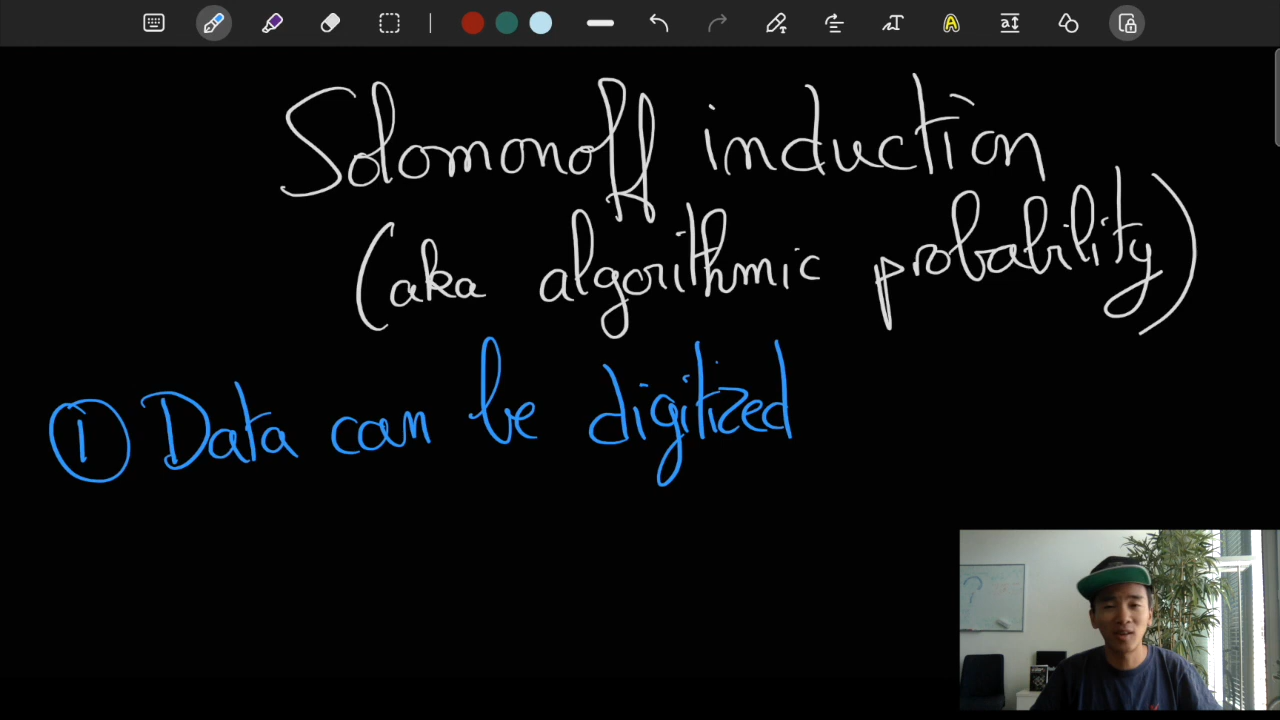 Solomonoff induction
(aka algorithmic probability)
① Data can be digitized